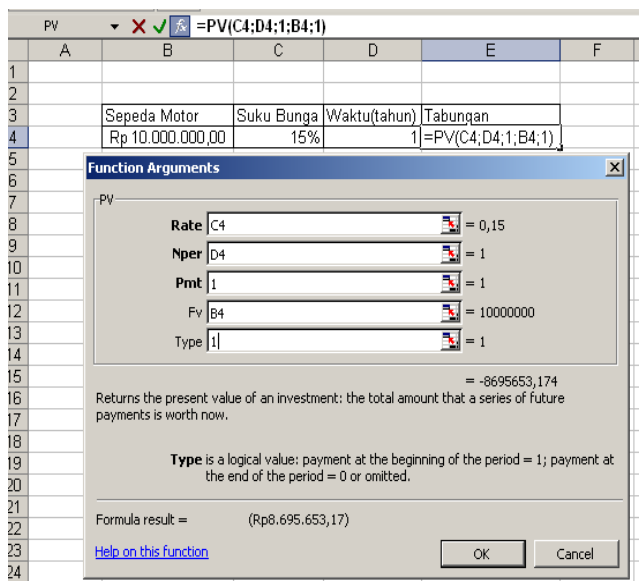 PV fx =PV(C4;D4;1;B4;1)
A B C D E F
1
2
3 Sepeda Motor Suku Bunga Waktu(tahun) Tabungan
4 Rp 10.000.000,00 15% 1 =PV(C4;D4;1;B4;1)
5
6 Function Arguments
7 PV
8 Rate C4 = 0,15
9 Nper D4 = 1
10
11 Pmt 1 = 1
12 Fv B4 = 10000000
13
14 Type 1 = 1
15 = -8695653,174
16 Returns the present value of an investment: the total amount that a series of future
17 payments is worth now.
18
19 Type is a logical value: payment at the beginning of the period = 1; payment at
20 the end of the period = 0 or omitted.
21
22 Formula result = (Rp8.695.653,17)
23 Help on this function OK Cancel
24